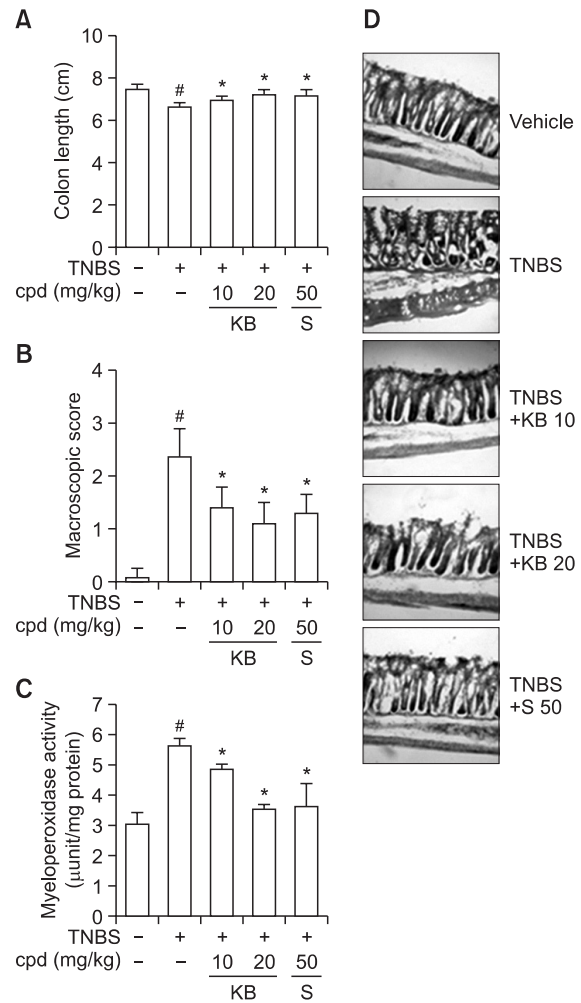 A
Colon length (cm)
10
8
6
4
2
0
# * * *
TNBS − + + + +
cpd (mg/kg) − − 10 20 50
KB S
B
Macroscopic score
4
3
2
1
0
# * * *
TNBS − + + + +
cpd (mg/kg) − − 10 20 50
KB S
C
Myeloperoxidase activity
(μunit/mg protein)
7
6
5
4
3
2
1
0
# * * *
TNBS − + + + +
cpd (mg/kg) − − 10 20 50
KB S
D
Vehicle
TNBS
TNBS
+KB 10
TNBS
+KB 20
TNBS
+S 50